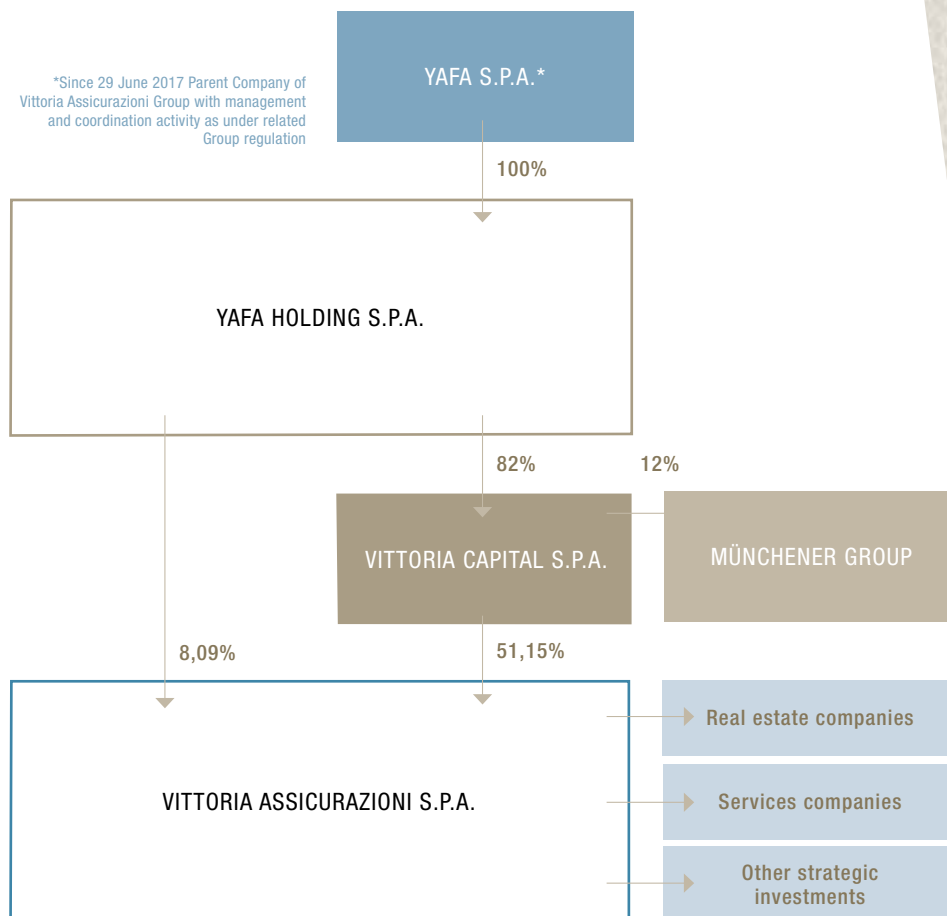 YAFA S.P.A.*
*Since 29 June 2017 Parent Company of
Vittoria Assicurazioni Group with management
and coordination activity as under related
Group regulation
100%
YAFA HOLDING S.P.A.
82%
12%
VITTORIA CAPITAL S.P.A.
MÜNCHENER GROUP
8,09%
51,15%
Real estate companies
VITTORIA ASSICURAZIONI S.P.A.
Services companies
Other strategic
investments